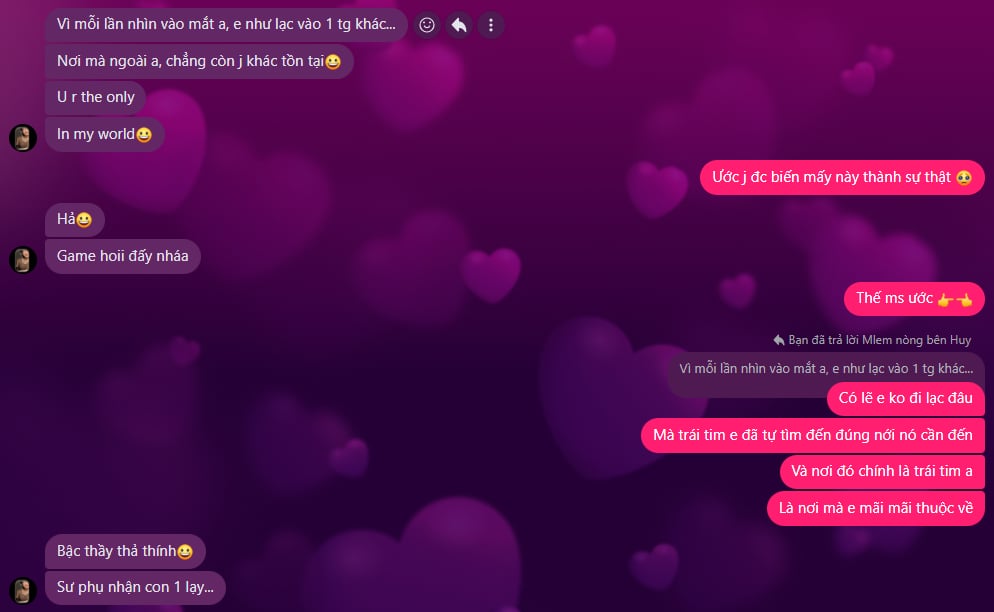 Vì mỗi lần nhìn vào mắt a, e như lạc vào 1 tg khác...
Nơi mà ngoài a, chẳng còn j khác tồn tại😀
U r the only
In my world😀
Ước j đc biến mấy này thành sự thật 🥺
Hả😀
Game hoii đấy nháa
Thế ms ước 👉👈
Bạn đã trả lời Mlem nòng bên Huy
Vì mỗi lần nhìn vào mắt a, e như lạc vào 1 tg khác...
Có lẽ e ko đi lạc đâu
Mà trái tim e đã tự tìm đến đúng nới nó cần đến
Và nơi đó chính là trái tim a
Là nơi mà e mãi mãi thuộc về
Bậc thầy thả thính😀
Sư phụ nhận con 1 lạy...